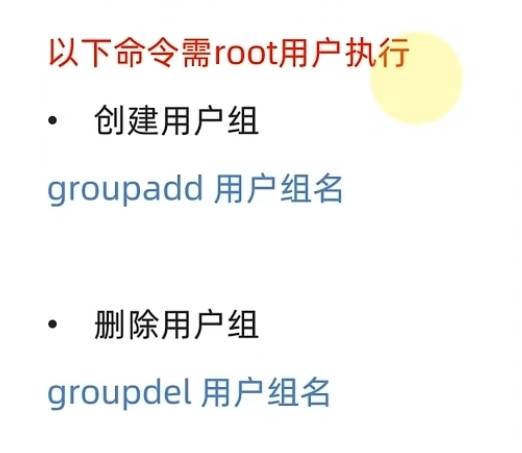 以下命令需root用户执行
• 创建用户组
groupadd 用户组名
• 删除用户组
groupdel 用户组名